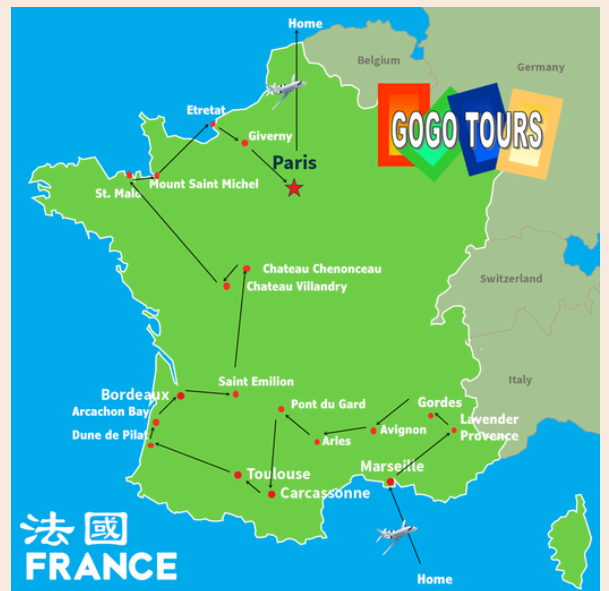 Home
Belgium
Germany
GOGO TOURS
Etretat
Giverny
Paris
Mount Saint Michel
St. Malo
Chateau Chenonceau
Chateau Villandry
Switzerland
Italy
Saint Emilion
Bordeaux
Arcachon Bay
Dune de Pilat
Pont du Gard
Gordes
Lavender
Provence
Avignon
Arles
Marseille
Toulouse
Carcassonne
法國
FRANCE
Home